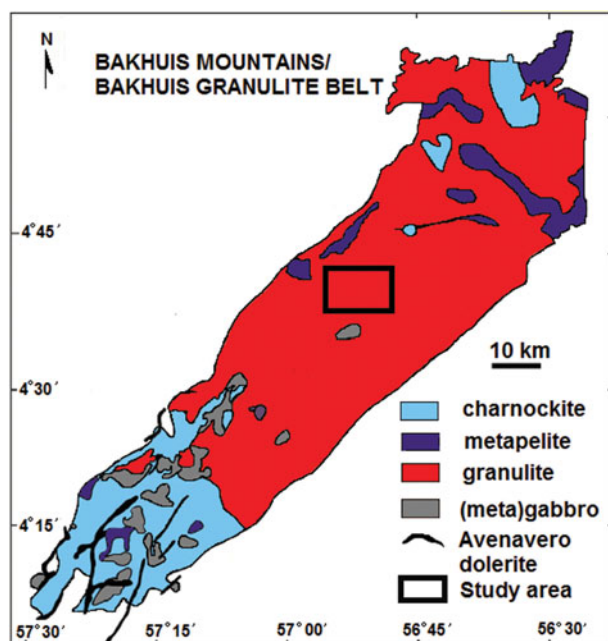 N
BAKHUIS MOUNTAINS/
BAKHUIS GRANULITE BELT
4°45′
10 km
4°30′
charnockite
metapelite
granulite
4°15′
(meta)gabbro
Avenavero
dolerite
Study area
57°30′ 57°15′ 57°00′ 56°45′ 56°30′